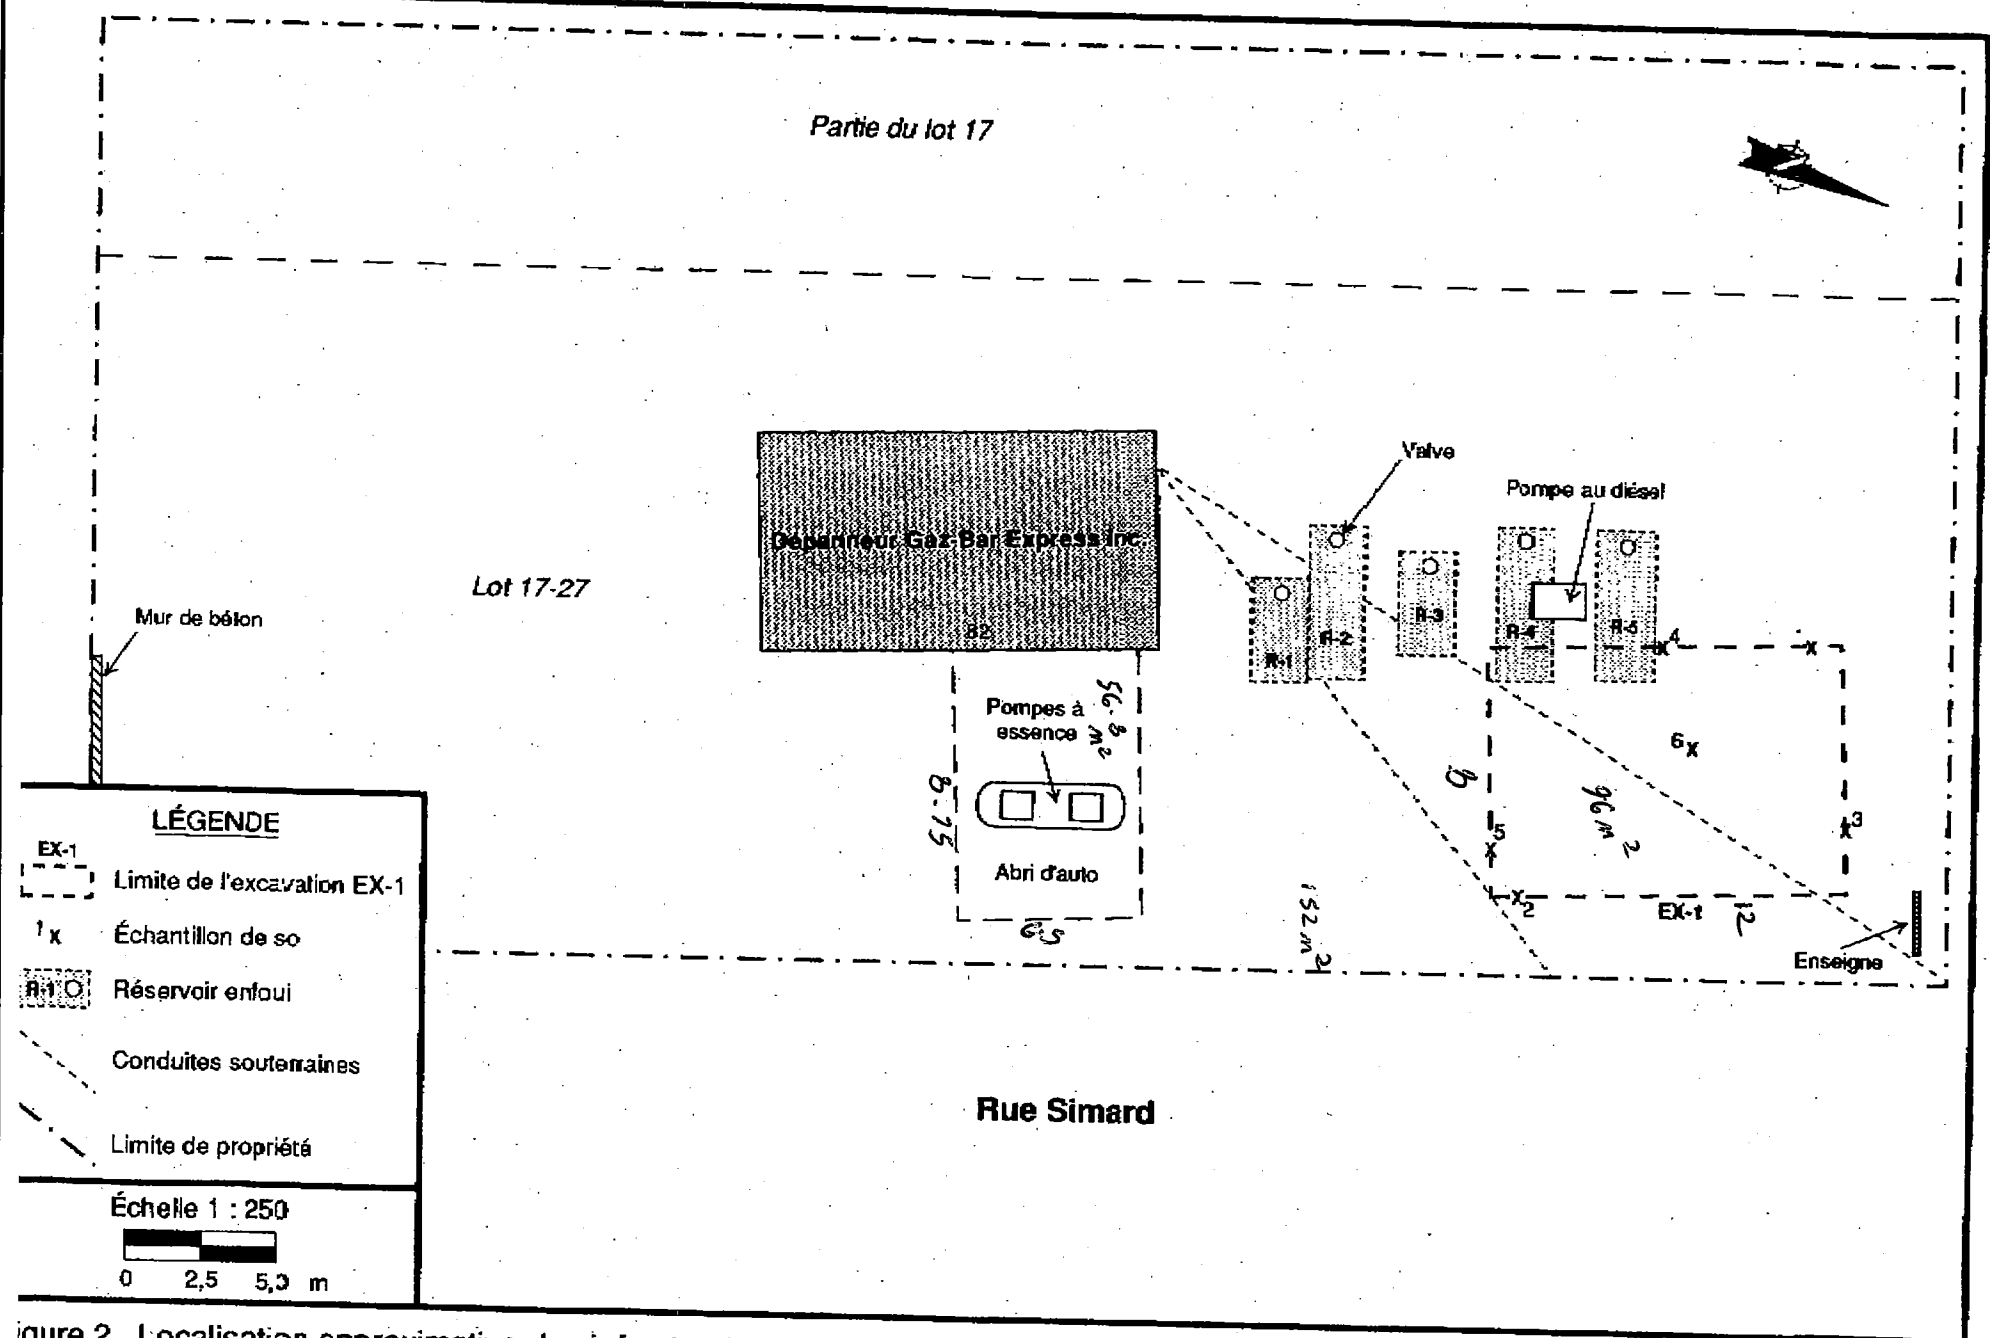 Partie du lot 17
Valve
Pompe au diésel
Dépanneur Gaz-Bar Express Inc.
82
Lot 17-27
Mur de béton
R-1
R-2
R-3
R-4
R-5
4
6 x
3
5
2
EX-1
12
96 m²
152 m²
Pompes à
essence
56.8
m²
8.75
6.5
Abri d'auto
Enseigne
LÉGENDE
EX-1
Limite de l'excavation EX-1
1 x
Échantillon de so
R-1
Réservoir enfoui
Conduites souterraines
Limite de propriété
Échelle 1 : 250
0 2,5 5,0 m
Rue Simard